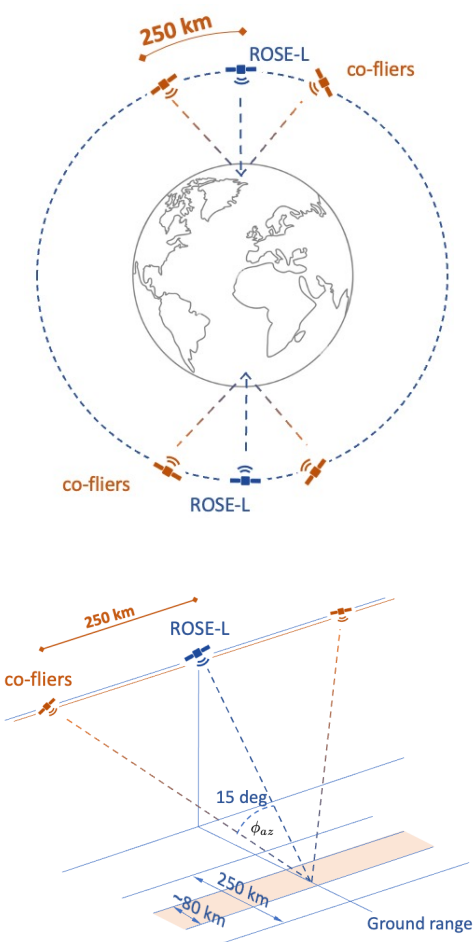 250 km
ROSE-L
co-fliers
co-fliers
ROSE-L
250 km
ROSE-L
co-fliers
15 deg
ϕaz
250 km
~80 km
Ground range